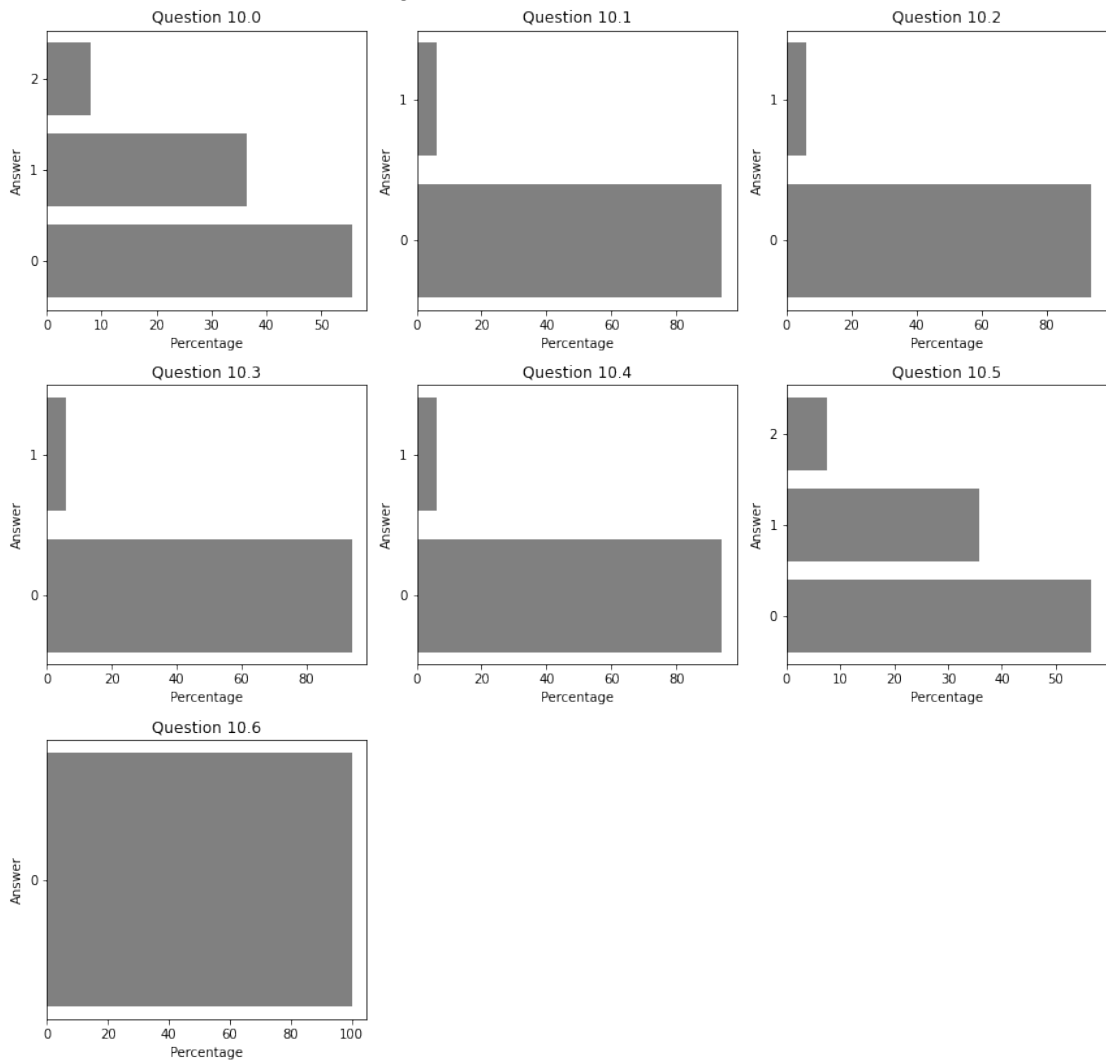 Question 10.0
2
1
0
Answer
0 10 20 30 40 50
Percentage
Question 10.1
1
0
Answer
0 20 40 60 80
Percentage
Question 10.2
1
0
Answer
0 20 40 60 80
Percentage
Question 10.3
1
0
Answer
0 20 40 60 80
Percentage
Question 10.4
1
0
Answer
0 20 40 60 80
Percentage
Question 10.5
2
1
0
Answer
0 10 20 30 40 50
Percentage
Question 10.6
0
Answer
0 20 40 60 80 100
Percentage